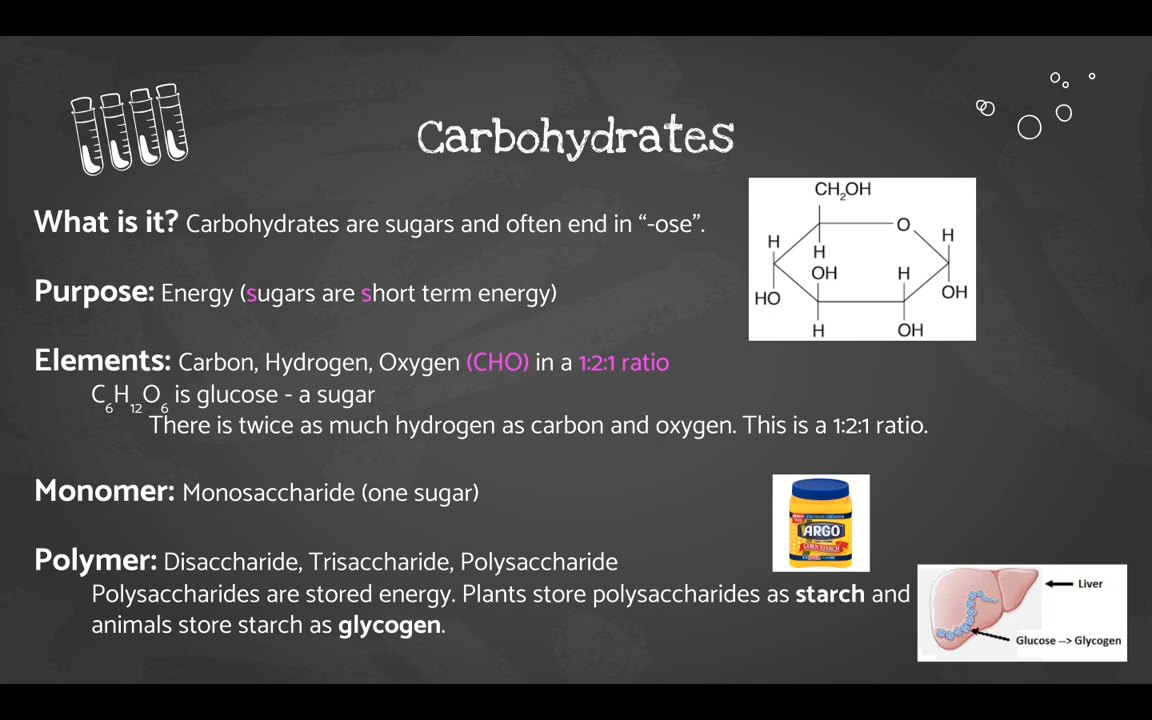 Carbohydrates
What is it? Carbohydrates are sugars and often end in “-ose”.
CH₂OH
O
H
H
H
OH
H
HO
OH
H
OH
Purpose: Energy (sugars are short term energy)
Elements: Carbon, Hydrogen, Oxygen (CHO) in a 1:2:1 ratio
C₆H₁₂O₆ is glucose - a sugar
There is twice as much hydrogen as carbon and oxygen. This is a 1:2:1 ratio.
Monomer: Monosaccharide (one sugar)
ARGO
CORN STARCH
Polymer: Disaccharide, Trisaccharide, Polysaccharide
Polysaccharides are stored energy. Plants store polysaccharides as starch and
animals store starch as glycogen.
Liver
Glucose --> Glycogen